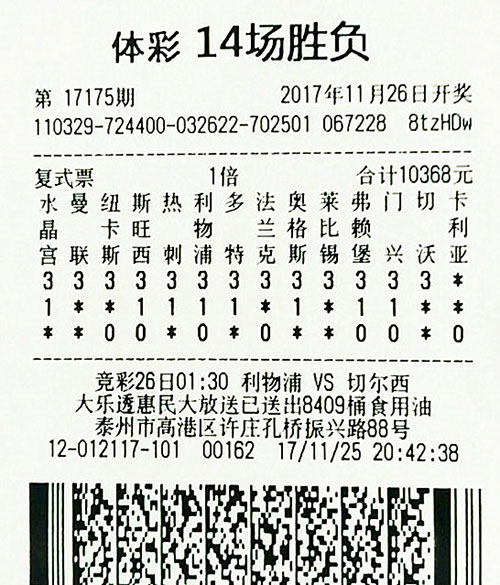 体彩 14场胜负
第 17175期 2017年11月26日开奖
110329-724400-032622-702501 067228 8tzHDw
复式票 1倍 合计10368元
水 曼 纽 斯 热 利 多 法 奥 莱 弗 门 切 卡
晶 卡 旺 物 兰 格 比 赖 利
宫 联 斯 西 刺 浦 特 克 斯 锡 堡 兴 沃 亚
3 3 3 3 3 3 3 3 3 3 3 3 3 *
1 * * 1 1 1 1 * 1 * 1 1 * *
* * 0 0 * * 0 * 0 * * * * 0
竞彩26日01:30 利物浦 VS 切尔西
大乐透惠民大放送已送出8409桶食用油
泰州市高港区许庄孔桥振兴路88号
12-012117-101 00162 17/11/25 20:42:38